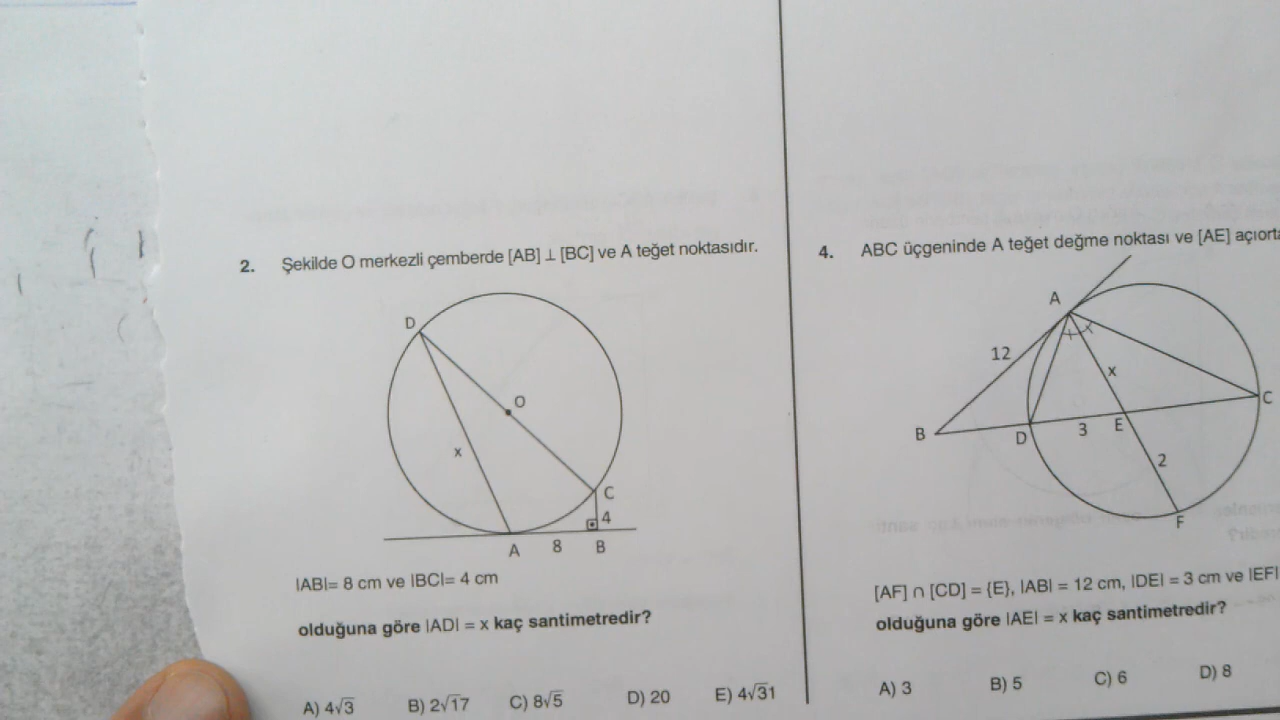 2. Şekilde O merkezli çemberde [AB] ⊥ [BC] ve A teğet noktasıdır.
D
O
x
C
4
A 8 B
|AB|= 8 cm ve |BC|= 4 cm
olduğuna göre |AD| = x kaç santimetredir?
A) 4√3 B) 2√17 C) 8√5 D) 20 E) 4√31
4. ABC üçgeninde A teğet değme noktası ve [AE] açıorta
A
12
x
B D 3 E C
2
F
[AF] ∩ [CD] = {E}, |AB| = 12 cm, |DE| = 3 cm ve |EF|
olduğuna göre |AE| = x kaç santimetredir?
A) 3 B) 5 C) 6 D) 8